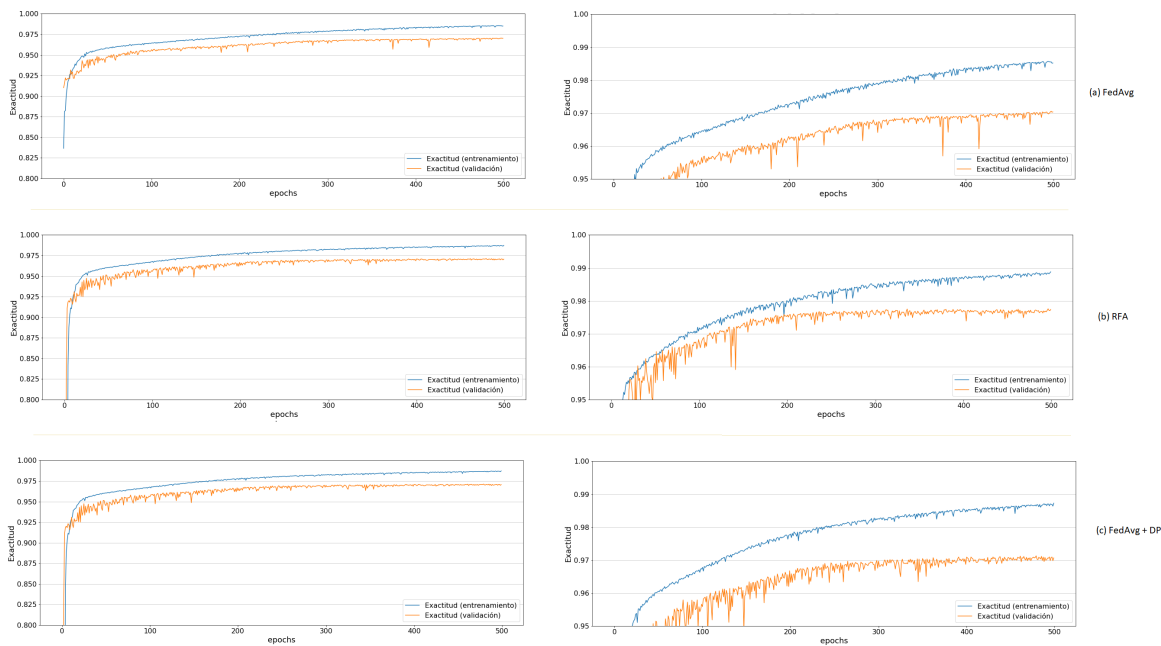 1.000
0.975
0.950
0.925
0.900
0.875
0.850
0.825
0.800
Exactitud
0 100 200 300 400 500
epochs
Exactitud (entrenamiento)
Exactitud (validación)
1.00
0.99
0.98
0.97
0.96
0.95
Exactitud
0 100 200 300 400 500
epochs
Exactitud (entrenamiento)
Exactitud (validación)
(a) FedAvg
1.000
0.975
0.950
0.925
0.900
0.875
0.850
0.825
0.800
Exactitud
0 100 200 300 400 500
epochs
Exactitud (entrenamiento)
Exactitud (validación)
1.00
0.99
0.98
0.97
0.96
0.95
Exactitud
0 100 200 300 400 500
epochs
Exactitud (entrenamiento)
Exactitud (validación)
(b) RFA
1.000
0.975
0.950
0.925
0.900
0.875
0.850
0.825
0.800
Exactitud
0 100 200 300 400 500
epochs
Exactitud (entrenamiento)
Exactitud (validación)
1.00
0.99
0.98
0.97
0.96
0.95
Exactitud
0 100 200 300 400 500
epochs
Exactitud (entrenamiento)
Exactitud (validación)
(c) FedAvg + DP